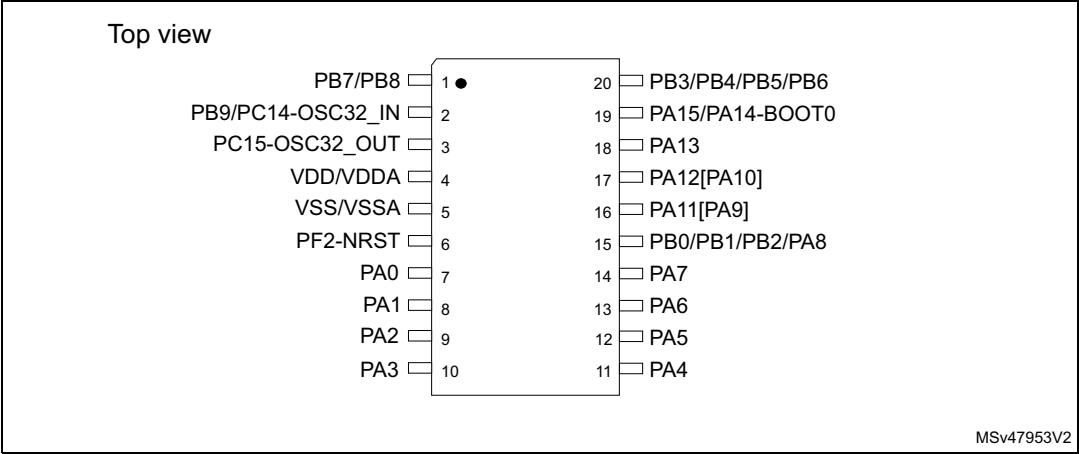 Top view
PB7/PB8 1 20 PB3/PB4/PB5/PB6
PB9/PC14-OSC32_IN 2 19 PA15/PA14-BOOT0
PC15-OSC32_OUT 3 18 PA13
VDD/VDDA 4 17 PA12[PA10]
VSS/VSSA 5 16 PA11[PA9]
PF2-NRST 6 15 PB0/PB1/PB2/PA8
PA0 7 14 PA7
PA1 8 13 PA6
PA2 9 12 PA5
PA3 10 11 PA4
MSv47953V2